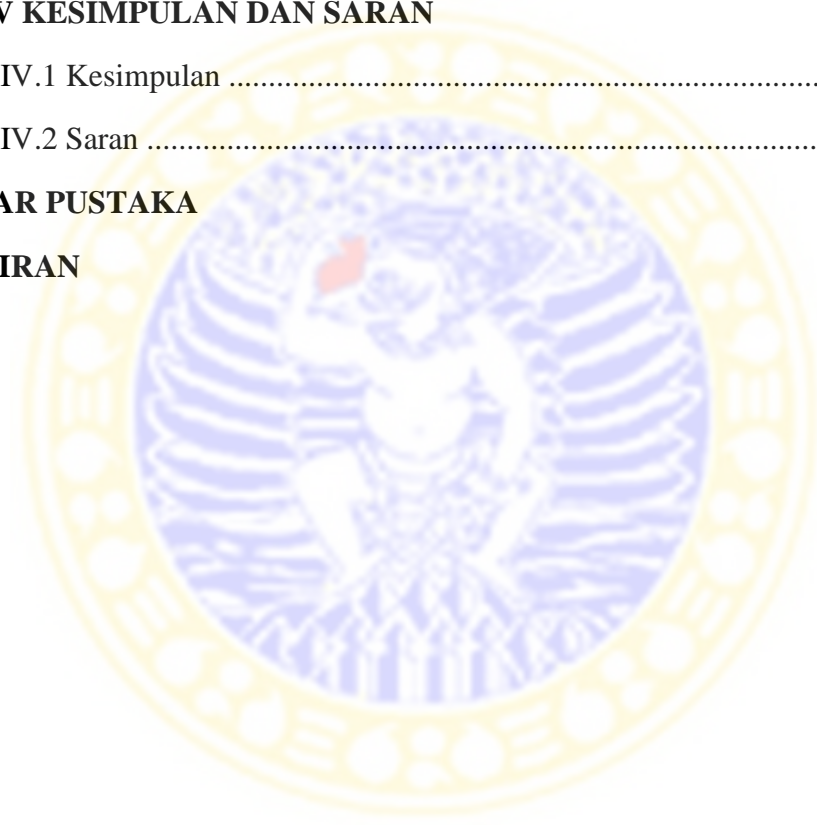 V KESIMPULAN DAN SARAN
IV.1 Kesimpulan ..........................................................................
IV.2 Saran ....................................................................................
AR PUSTAKA
IRAN